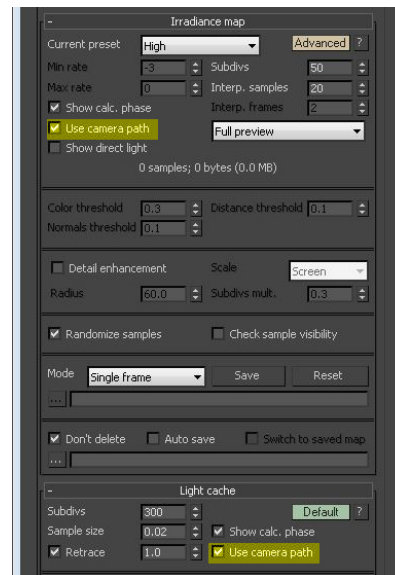 - Irradiance map
Current preset High Advanced ?
Min rate -3 Subdivs 50
Max rate 0 Interp. samples 20
Show calc. phase Interp. frames 2
Use camera path Full preview
Show direct light
0 samples; 0 bytes (0.0 MB)
Color threshold 0.3 Distance threshold 0.1
Normals threshold 0.1
Detail enhancement Scale Screen
Radius 60.0 Subdivs mult. 0.3
Randomize samples Check sample visibility
Mode Single frame Save Reset
...
Don't delete Auto save Switch to saved map
...
- Light cache
Subdivs 300 Default ?
Sample size 0.02 Show calc. phase
Retrace 1.0 Use camera path